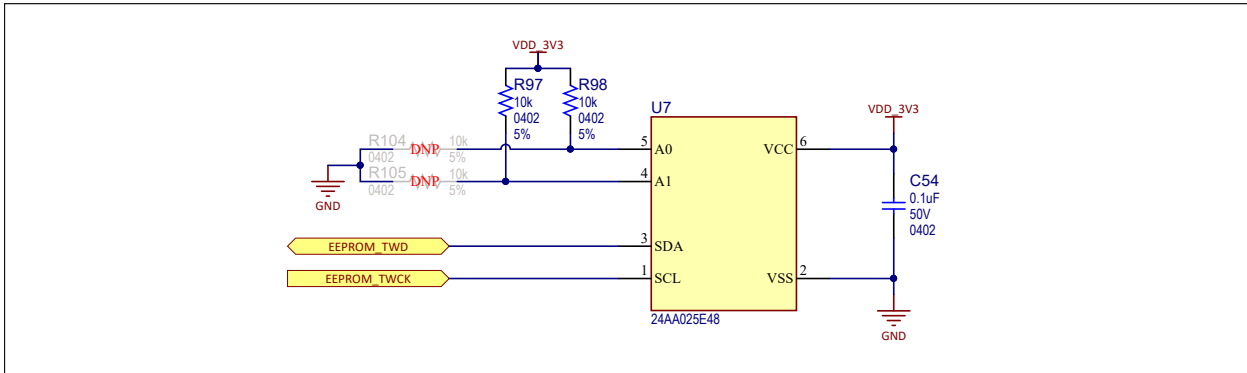 VDD_3V3
R97
10k
0402
5%
R98
10k
0402
5%
U7
VDD_3V3
R104
0402
DNP
10k
5%
R105
0402
DNP
10k
5%
GND
5 A0
4 A1
3 SDA
1 SCL
VCC 6
VSS 2
EEPROM_TWD
EEPROM_TWCK
C54
0.1uF
50V
0402
24AA025E48
GND